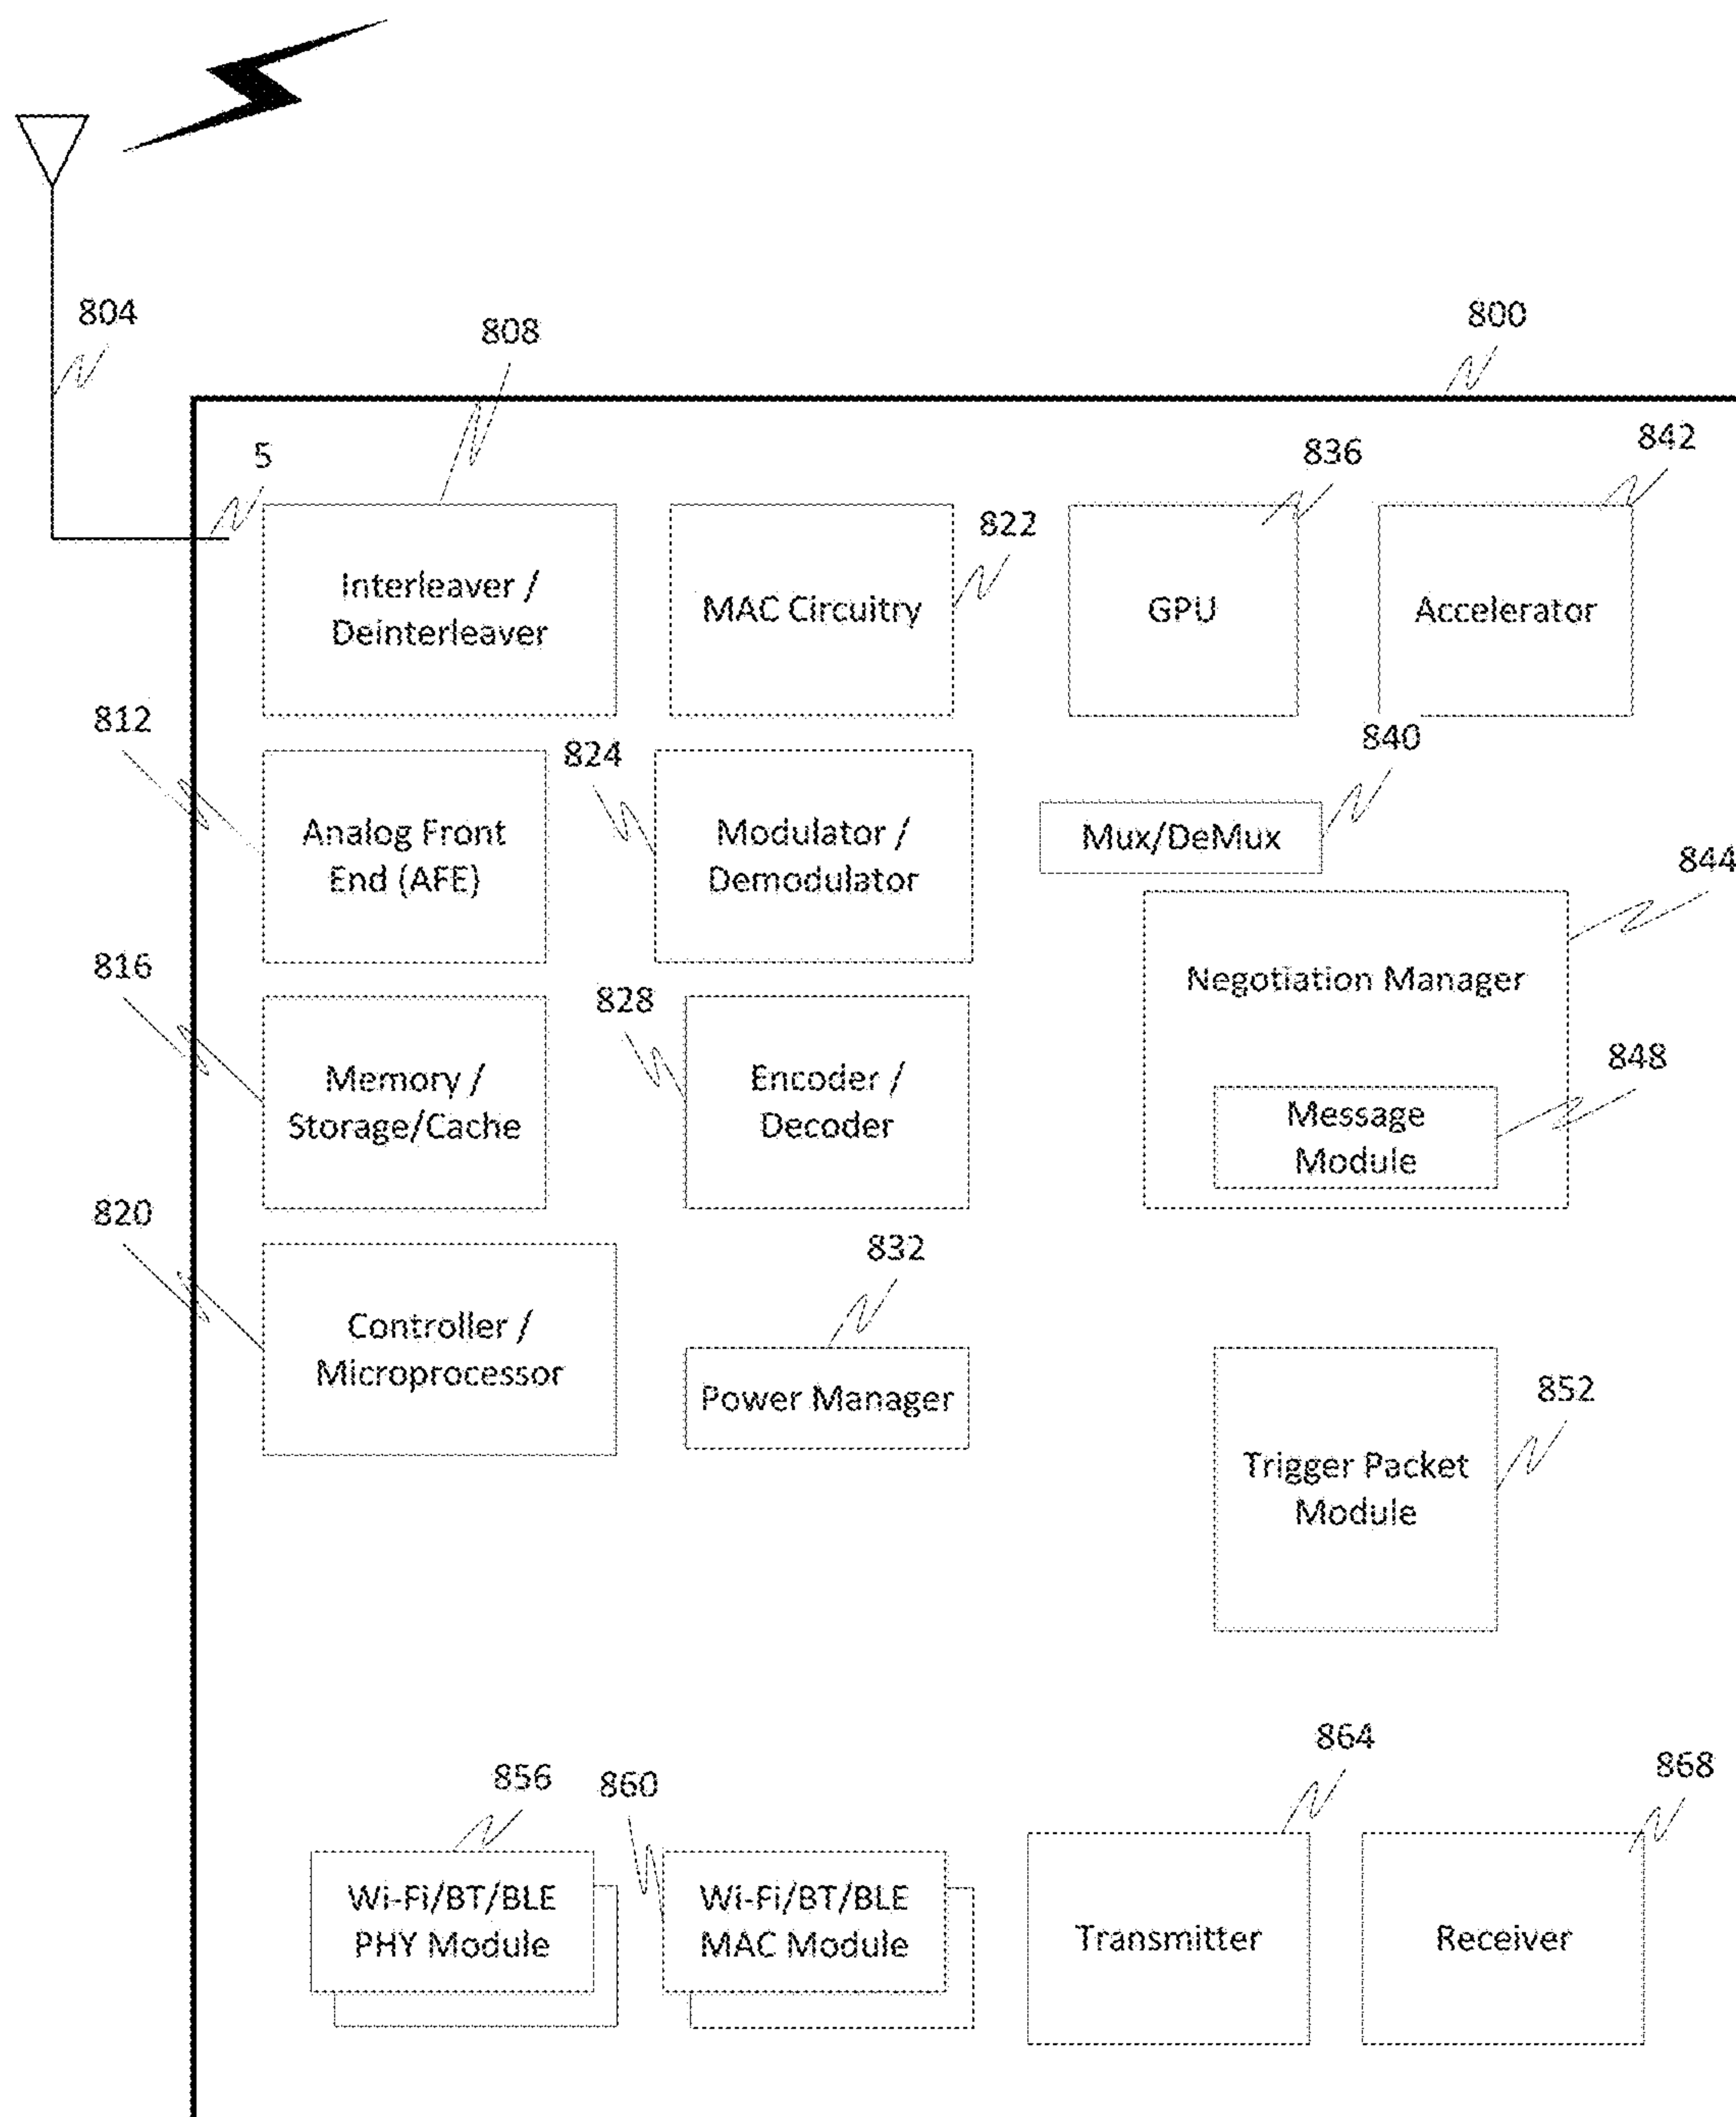 804
808
800
5
836
842
822
Interleaver /
Deinterleaver
MAC Circuitry
GPU
Accelerator
812
824
840
Analog Front
End (AFE)
Modulator /
Demodulator
Mux/DeMux
844
816
828
Negotiation Manager
848
Memory /
Storage/Cache
Encoder /
Decoder
Message
Module
820
832
Controller /
Microprocessor
Power Manager
852
Trigger Packet
Module
856
860
864
868
Wi-Fi/BT/BLE
PHY Module
Wi-Fi/BT/BLE
MAC Module
Transmitter
Receiver